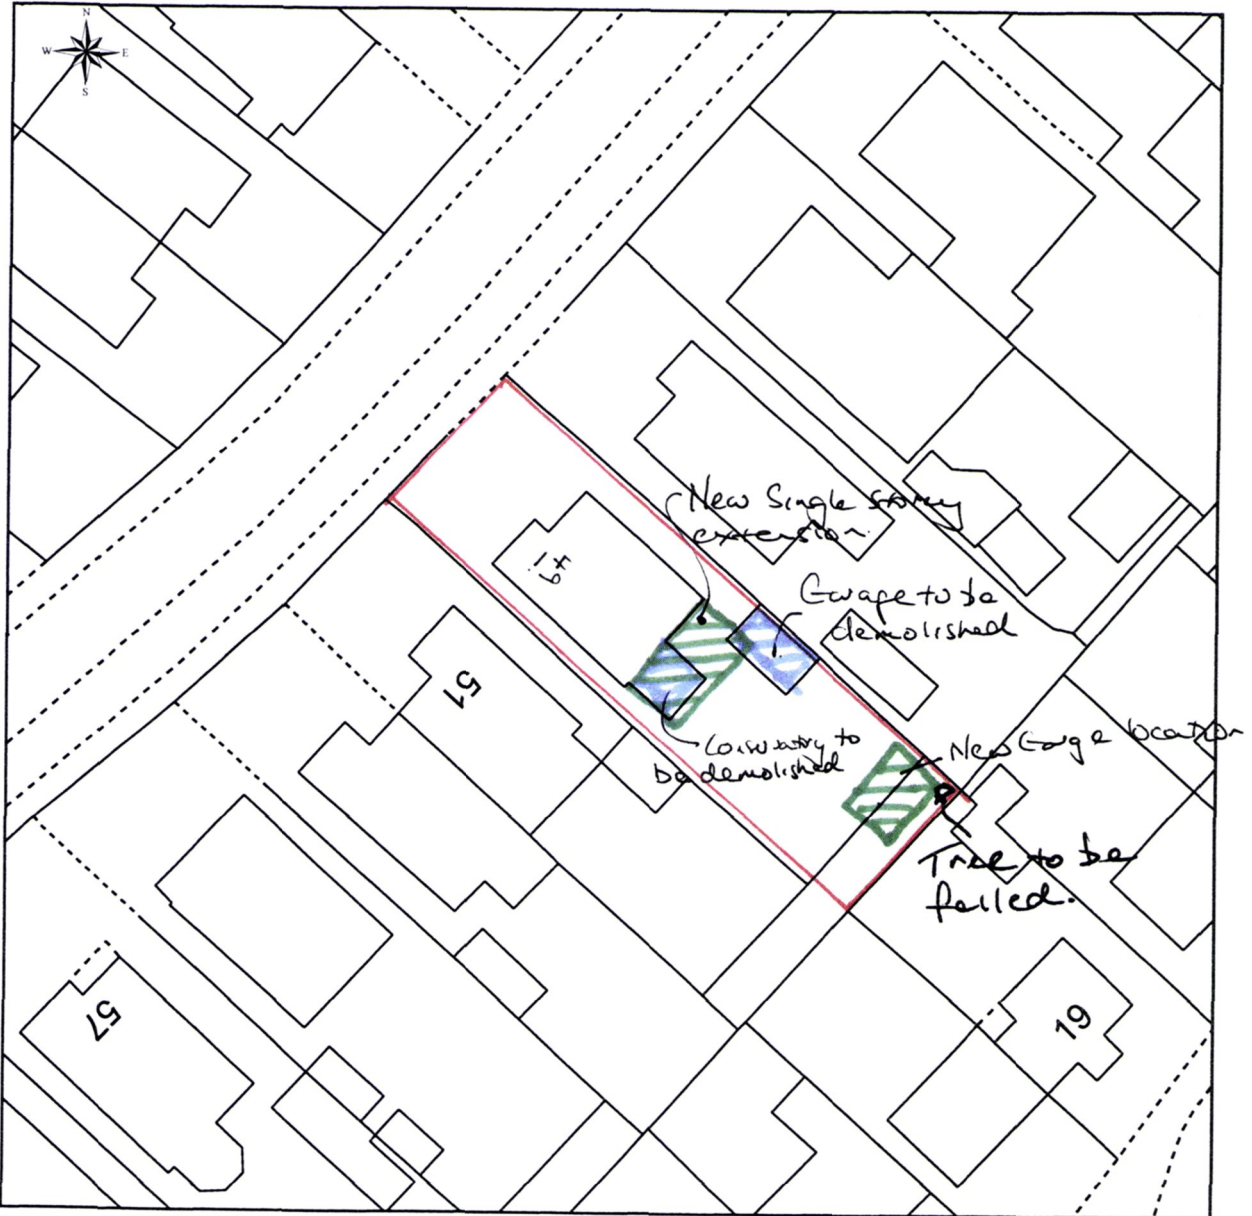 N
W E
S
New Single storey
extension.
Garage to be
demolished
51
Conservatory to
be demolished
New Garage location
Tree to be
felled.
57
19